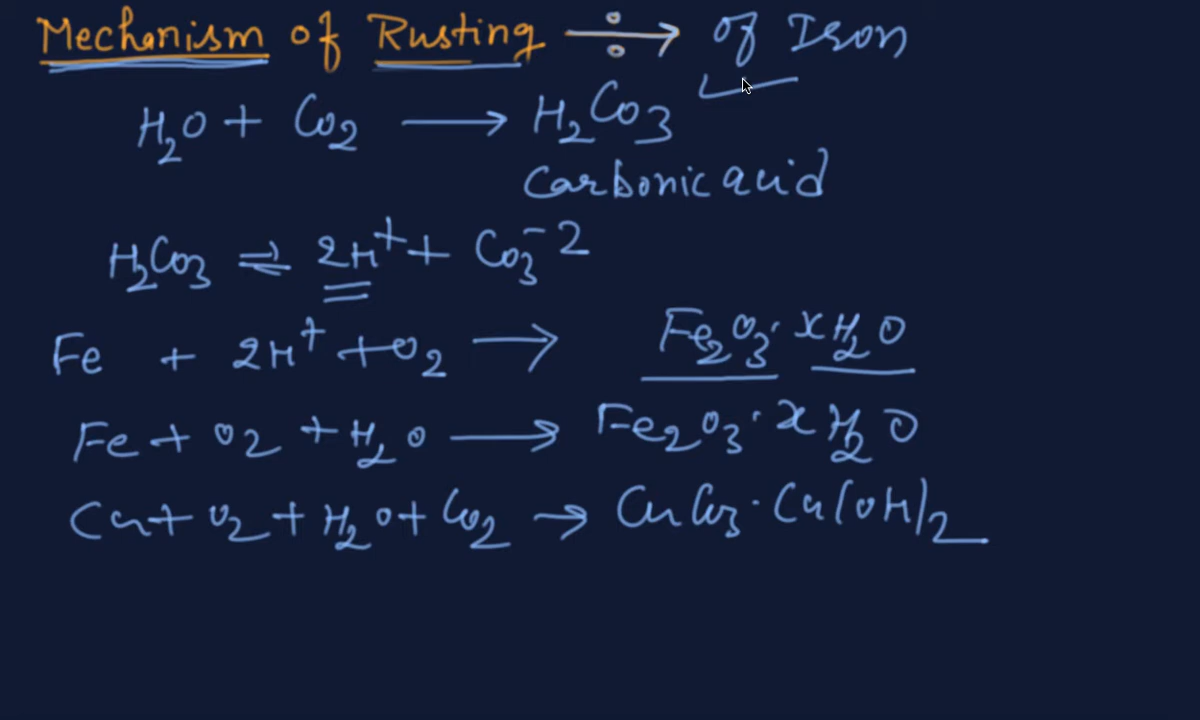 Mechanism of Rusting ÷→ of Iron
H₂O + CO₂ → H₂CO₃
Carbonic acid
H₂CO₃ ⇌ 2H⁺ + CO₃⁻²
Fe + 2H⁺ + O₂ → Fe₂O₃·xH₂O
Fe + O₂ + H₂O → Fe₂O₃·xH₂O
Cu + O₂ + H₂O + CO₂ → CuCO₃·Cu(OH)₂